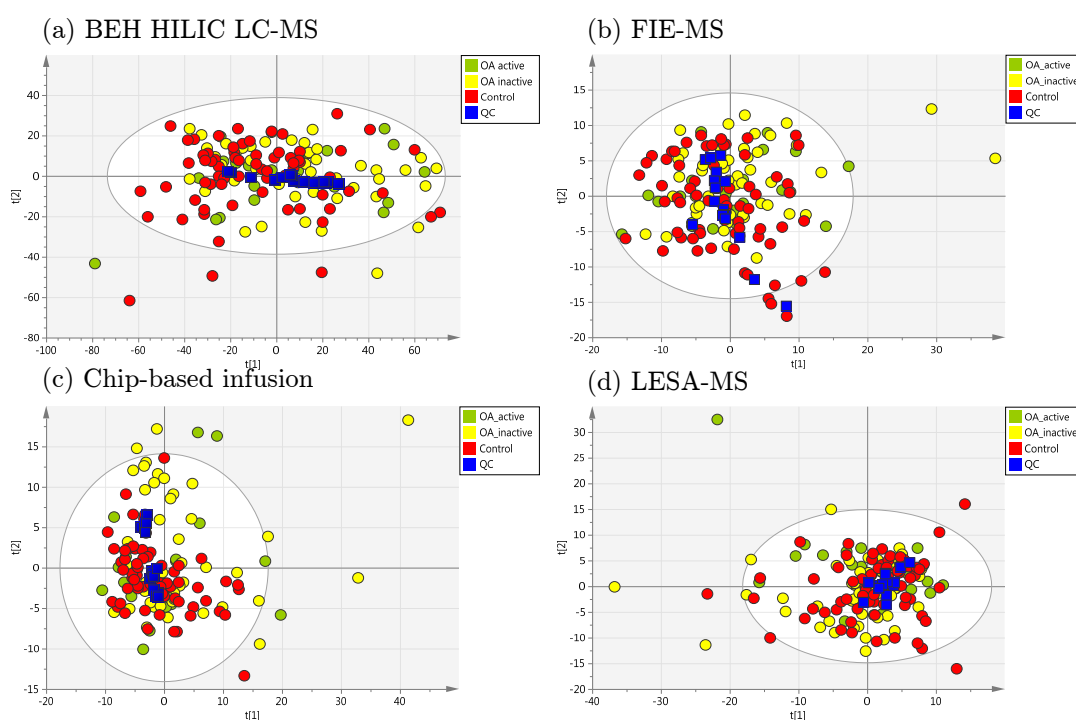 (a) BEH HILIC LC-MS
OA active
OA inactive
Control
QC
40
20
0
-20
-40
-60
-80
t[2]
-100 -80 -60 -40 -20 0 20 40 60 80
t[1]
(b) FIE-MS
OA_active
OA_inactive
Control
QC
15
10
5
0
-5
-10
-15
-20
t[2]
-20 -10 0 10 20 30
t[1]
(c) Chip-based infusion
OA_active
OA_inactive
Control
QC
15
10
5
0
-5
-10
-15
t[2]
-20 -10 0 10 20 30 40
t[1]
(d) LESA-MS
OA_active
OA_inactive
Control
QC
30
25
20
15
10
5
0
-5
-10
-15
-20
t[2]
-40 -30 -20 -10 0 10
t[1]